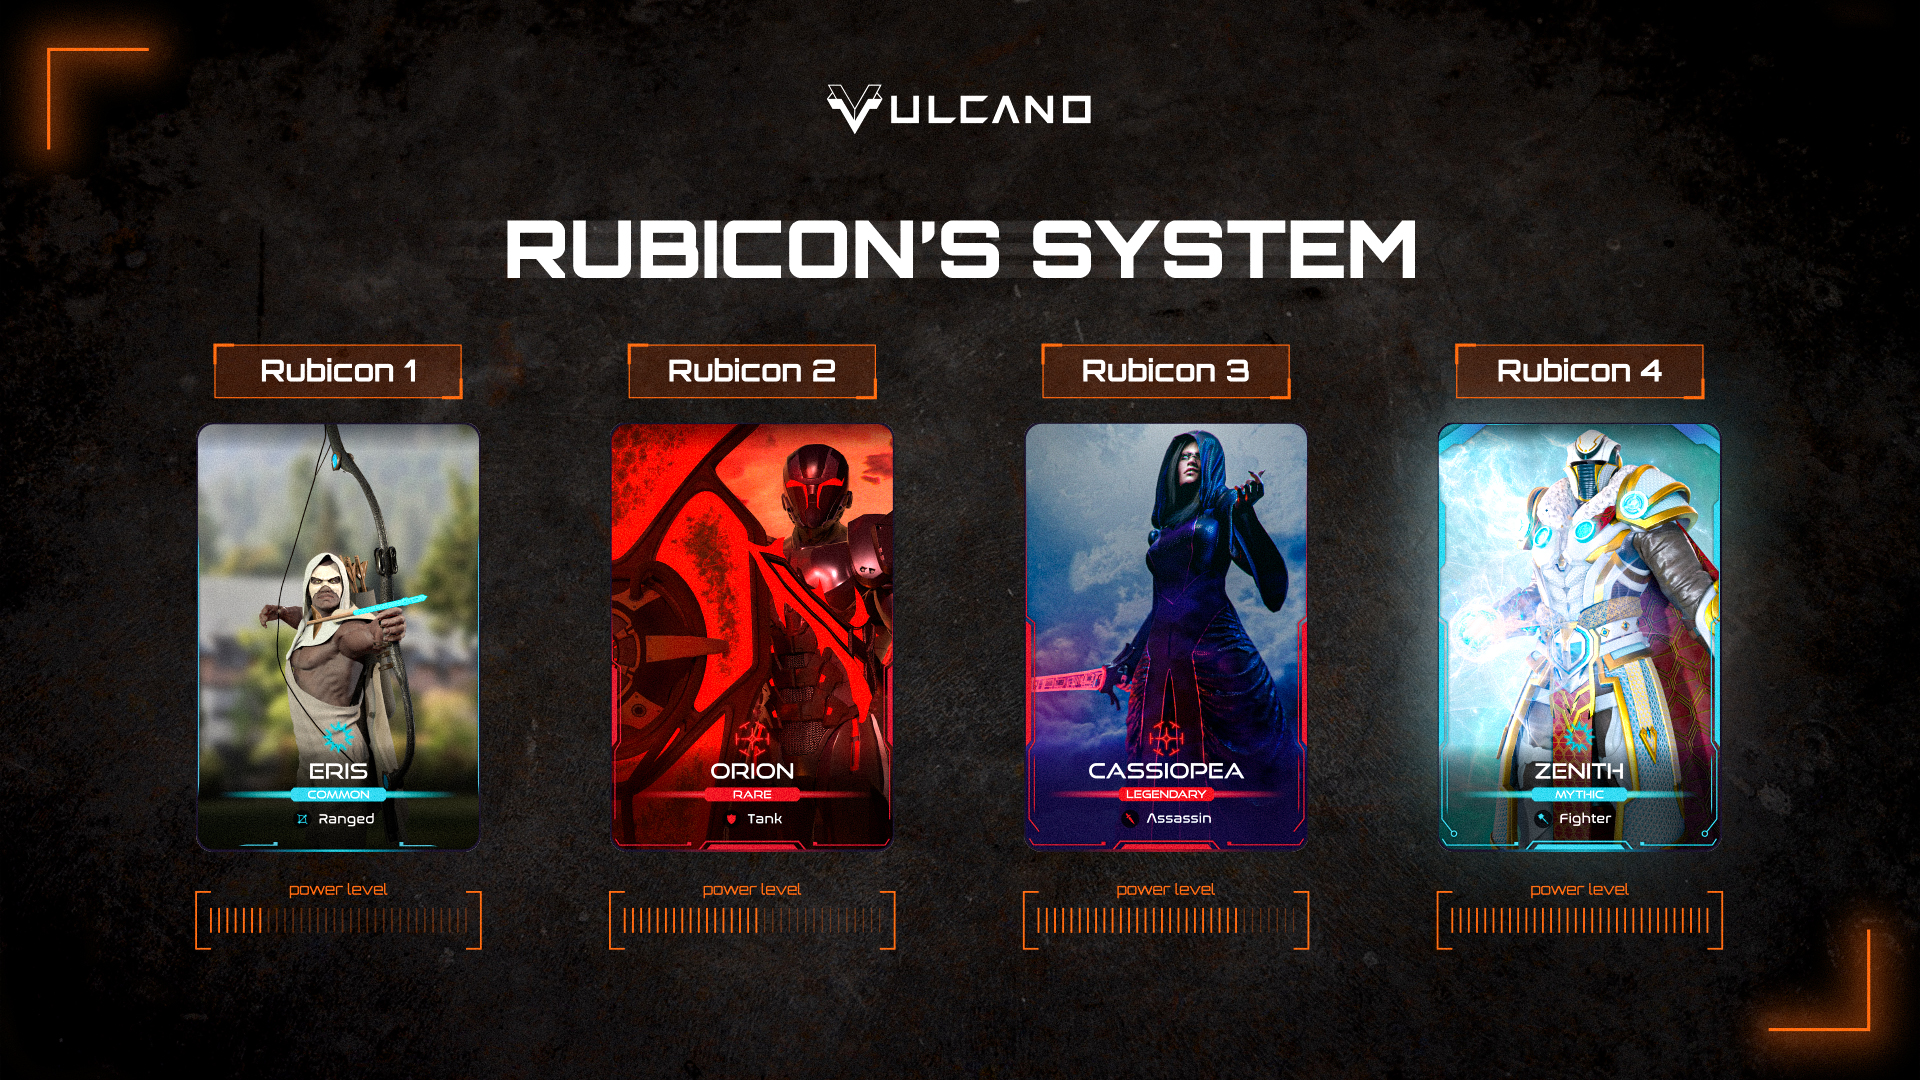 VULCANO
RUBICON'S SYSTEM
Rubicon 1
Rubicon 2
Rubicon 3
Rubicon 4
ERIS
COMMON
Ranged
ORION
RARE
Tank
CASSIOPEA
LEGENDARY
Assassin
ZENITH
MYTHIC
Fighter
power level
power level
power level
power level